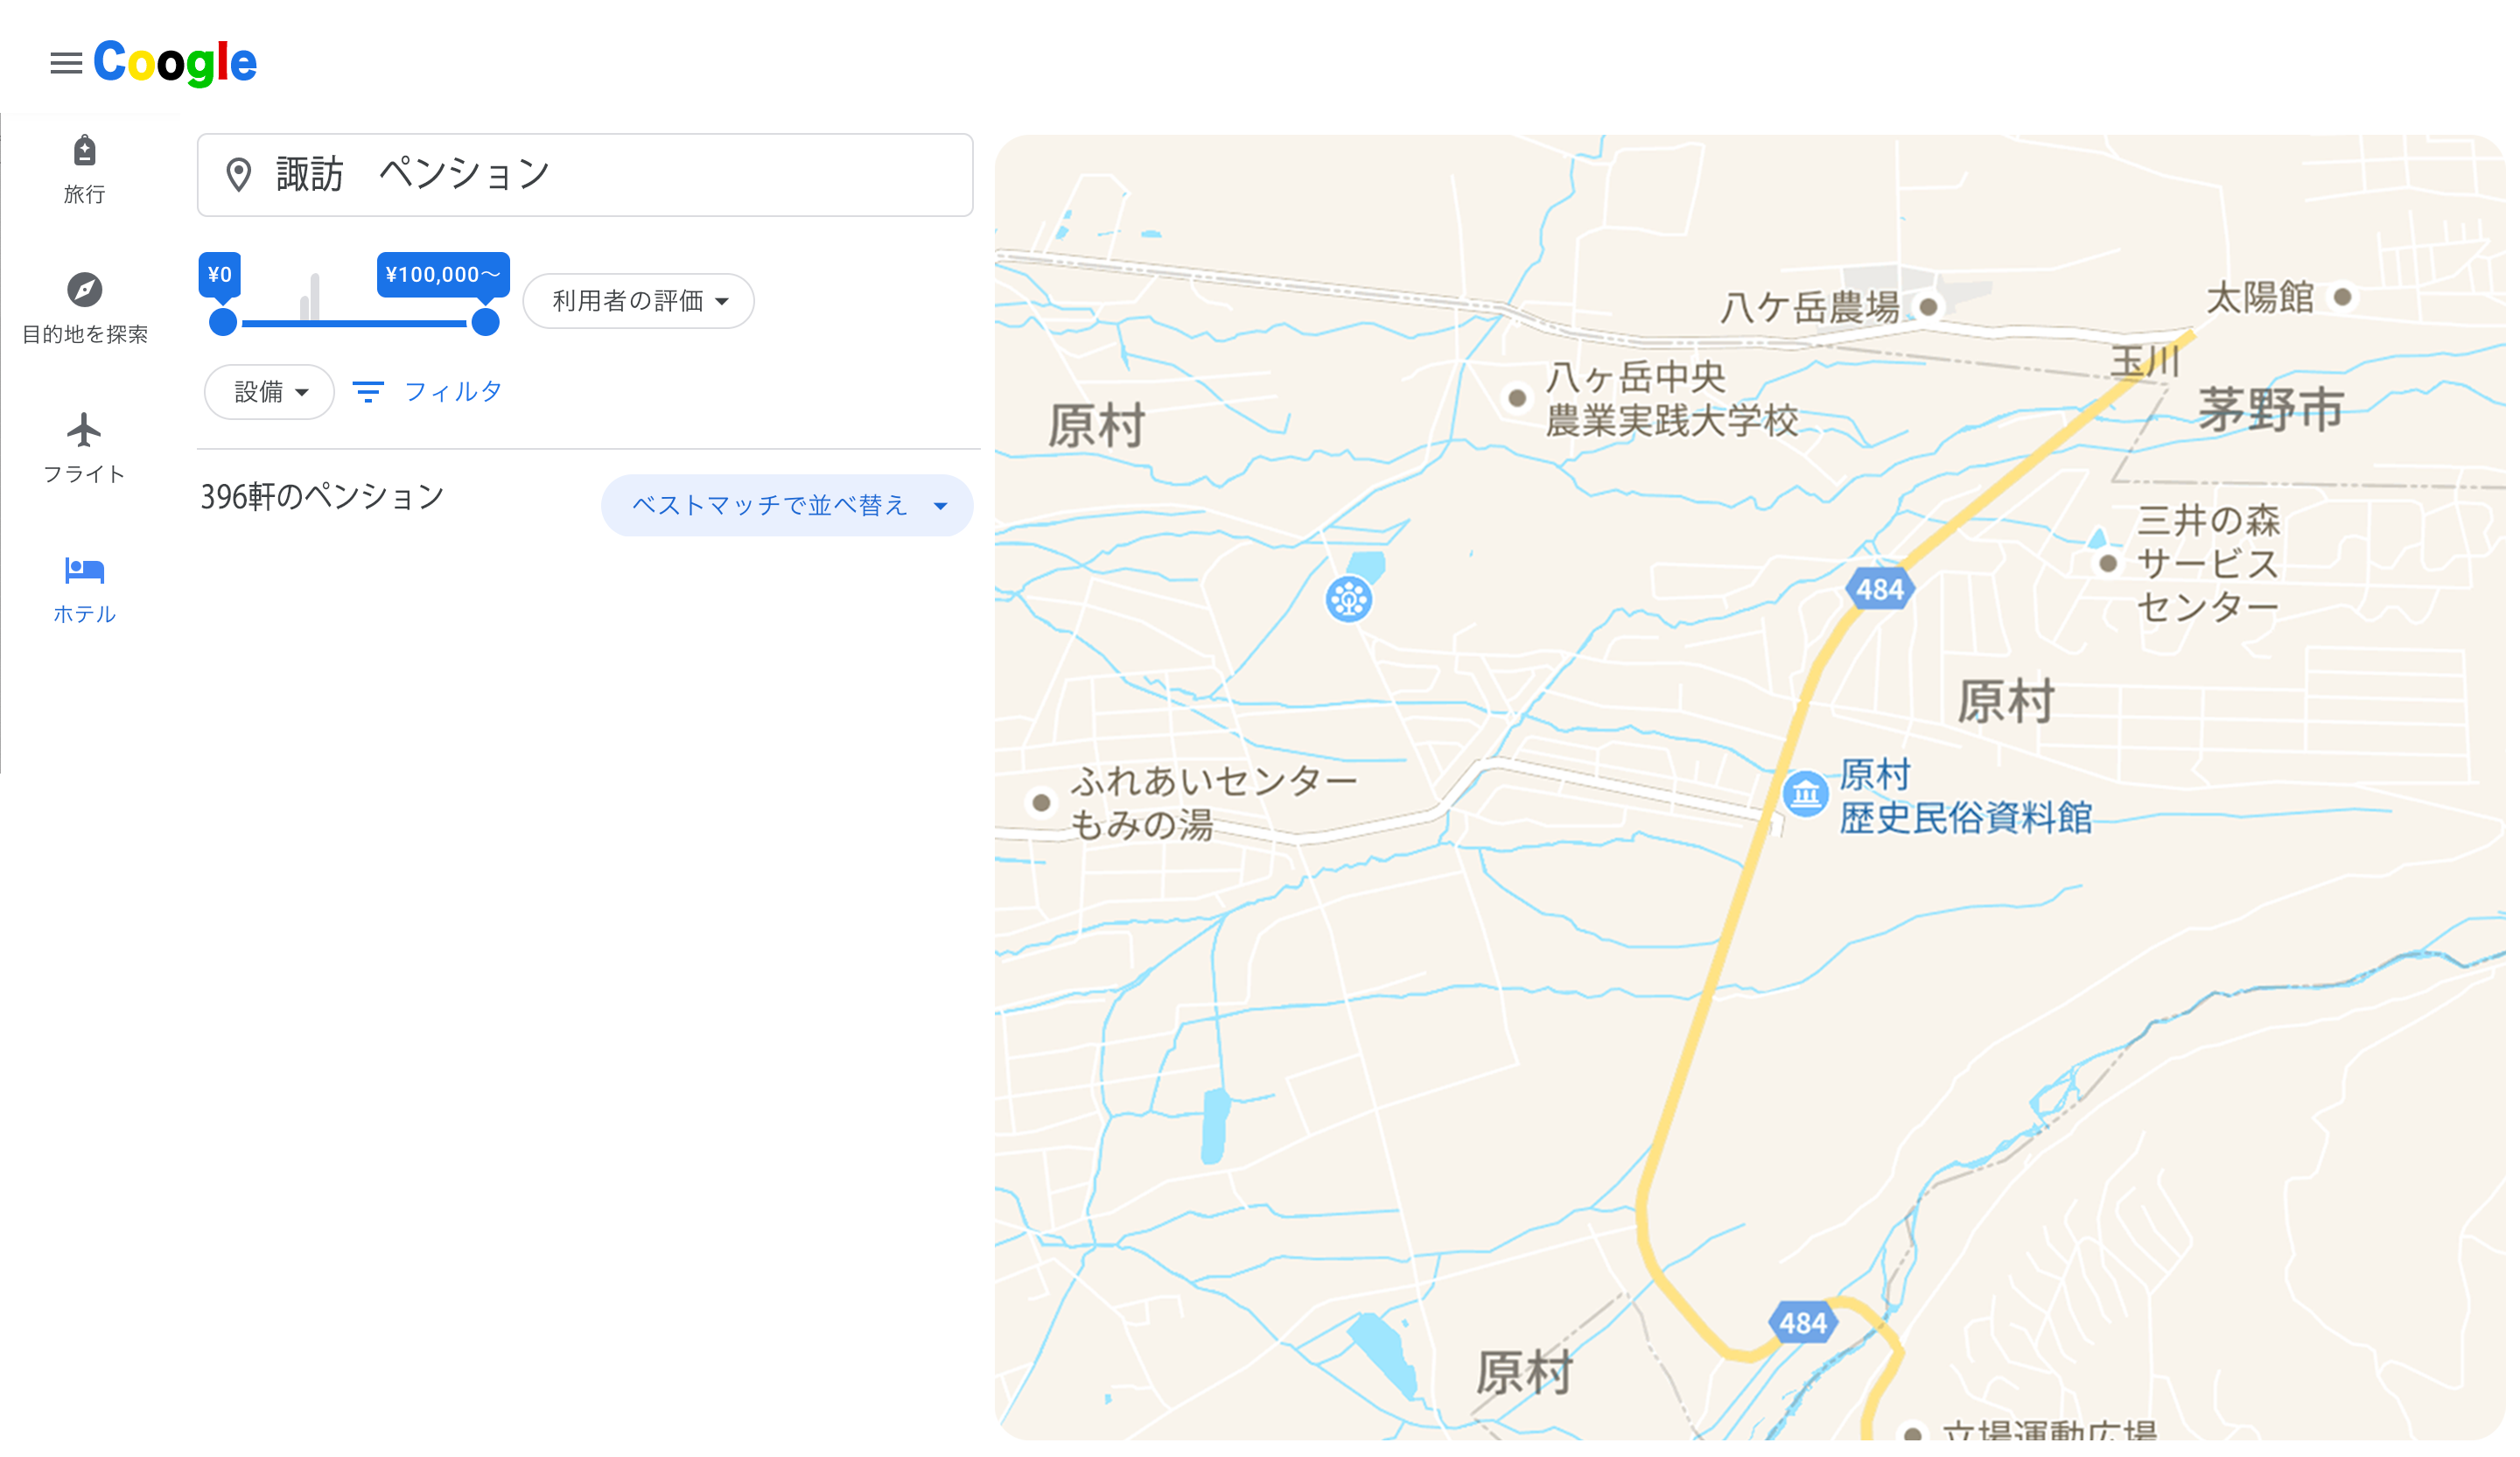 Coogle
旅行
目的地を探索
フライト
ホテル
諏訪　ペンション
¥0
¥100,000〜
利用者の評価
設備
フィルタ
396軒のペンション
ベストマッチで並べ替え
八ケ岳農場
太陽館
玉川
茅野市
八ヶ岳中央
農業実践大学校
原村
三井の森
サービス
センター
484
原村
原村
歴史民俗資料館
ふれあいセンター
もみの湯
484
原村
立場運動広場